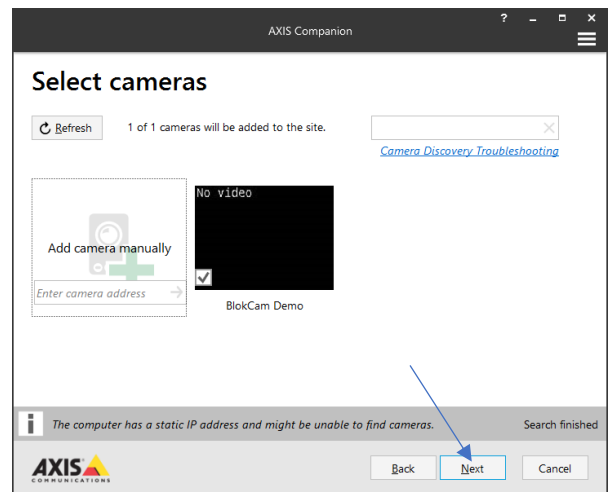 AXIS Companion
?
Select cameras
Refresh
1 of 1 cameras will be added to the site.
Camera Discovery Troubleshooting
No video
Add camera manually
Enter camera address
BlokCam Demo
i
The computer has a static IP address and might be unable to find cameras.
Search finished
AXIS
COMMUNICATIONS
Back
Next
Cancel